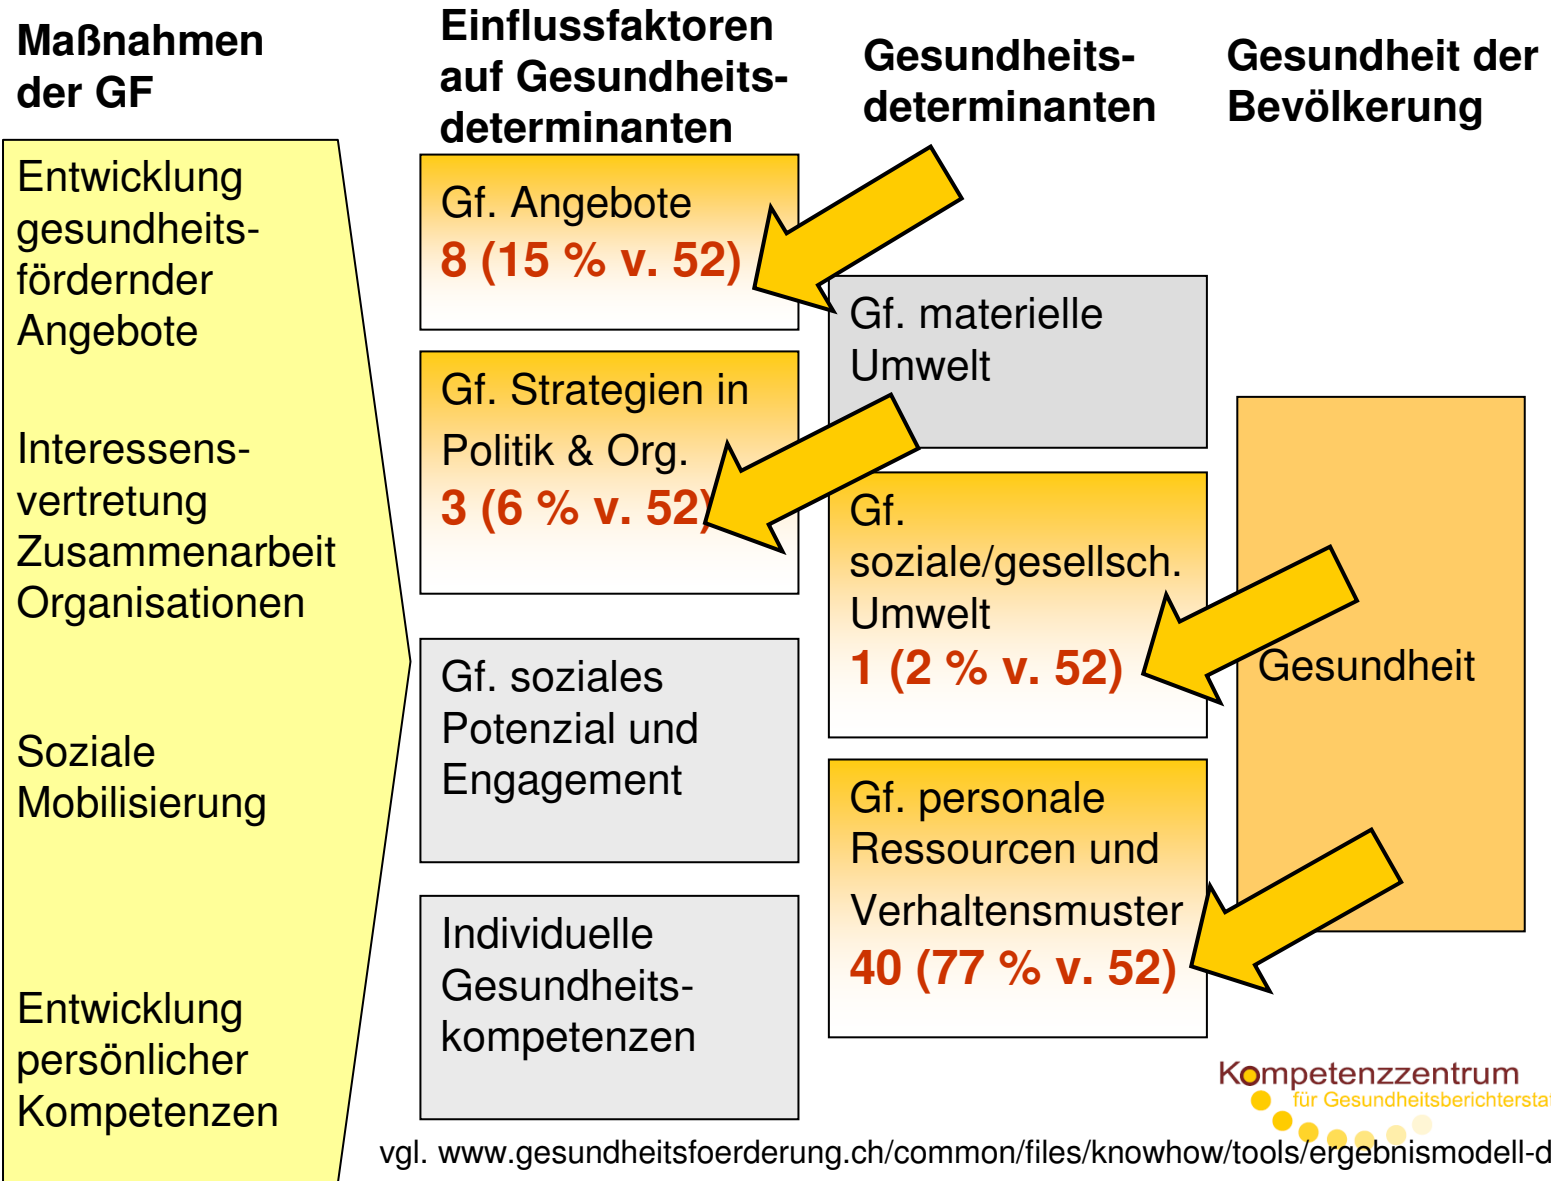 Maßnahmen
der GF
Einflussfaktoren
auf Gesundheits-
determinanten
Gesundheits-
determinanten
Gesundheit der
Bevölkerung
Entwicklung
gesundheits-
fördernder
Angebote
Interessens-
vertretung
Zusammenarbeit
Organisationen
Soziale
Mobilisierung
Entwicklung
persönlicher
Kompetenzen
Gf. Angebote
8 (15 % v. 52)
Gf. Strategien in
Politik & Org.
3 (6 % v. 52)
Gf. soziales
Potenzial und
Engagement
Individuelle
Gesundheits-
kompetenzen
Gf. materielle
Umwelt
Gf.
soziale/gesellsch.
Umwelt
1 (2 % v. 52)
Gf. personale
Ressourcen und
Verhaltensmuster
40 (77 % v. 52)
Gesundheit
Kompetenzzentrum
für Gesundheitsberichtersta
vgl. www.gesundheitsfoerderung.ch/common/files/knowhow/tools/ergebnismodell-d